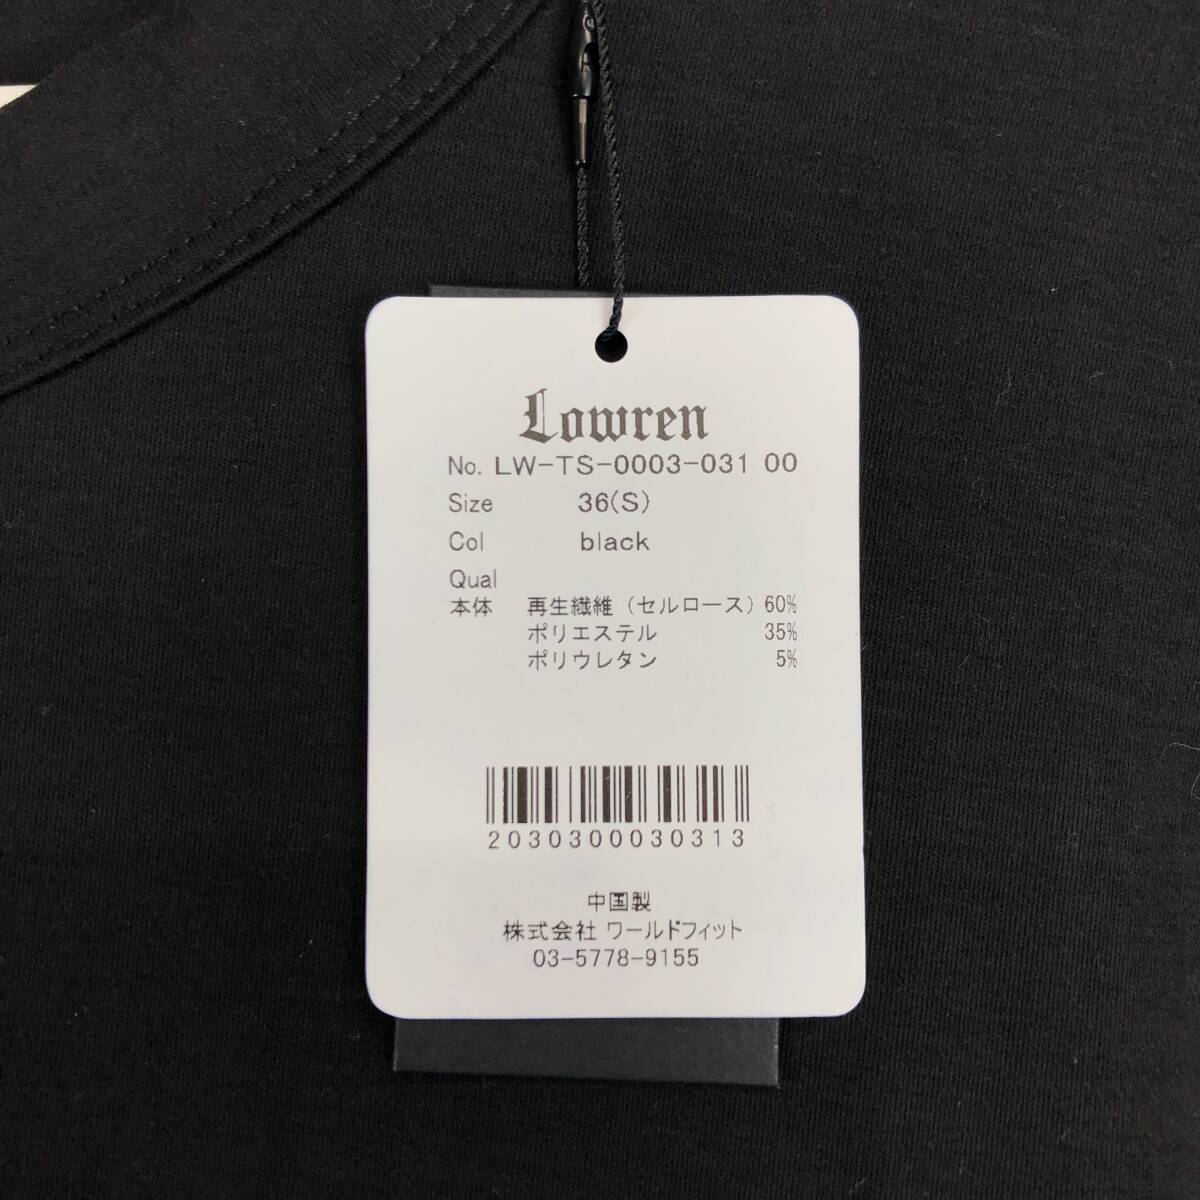 Lowren
No. LW-TS-0003-031 00
Size 36(S)
Col black
Qual
本体 再生繊維（セルロース）60%
ポリエステル 35%
ポリウレタン 5%
2030300030313
中国製
株式会社 ワールドフィット
03-5778-9155